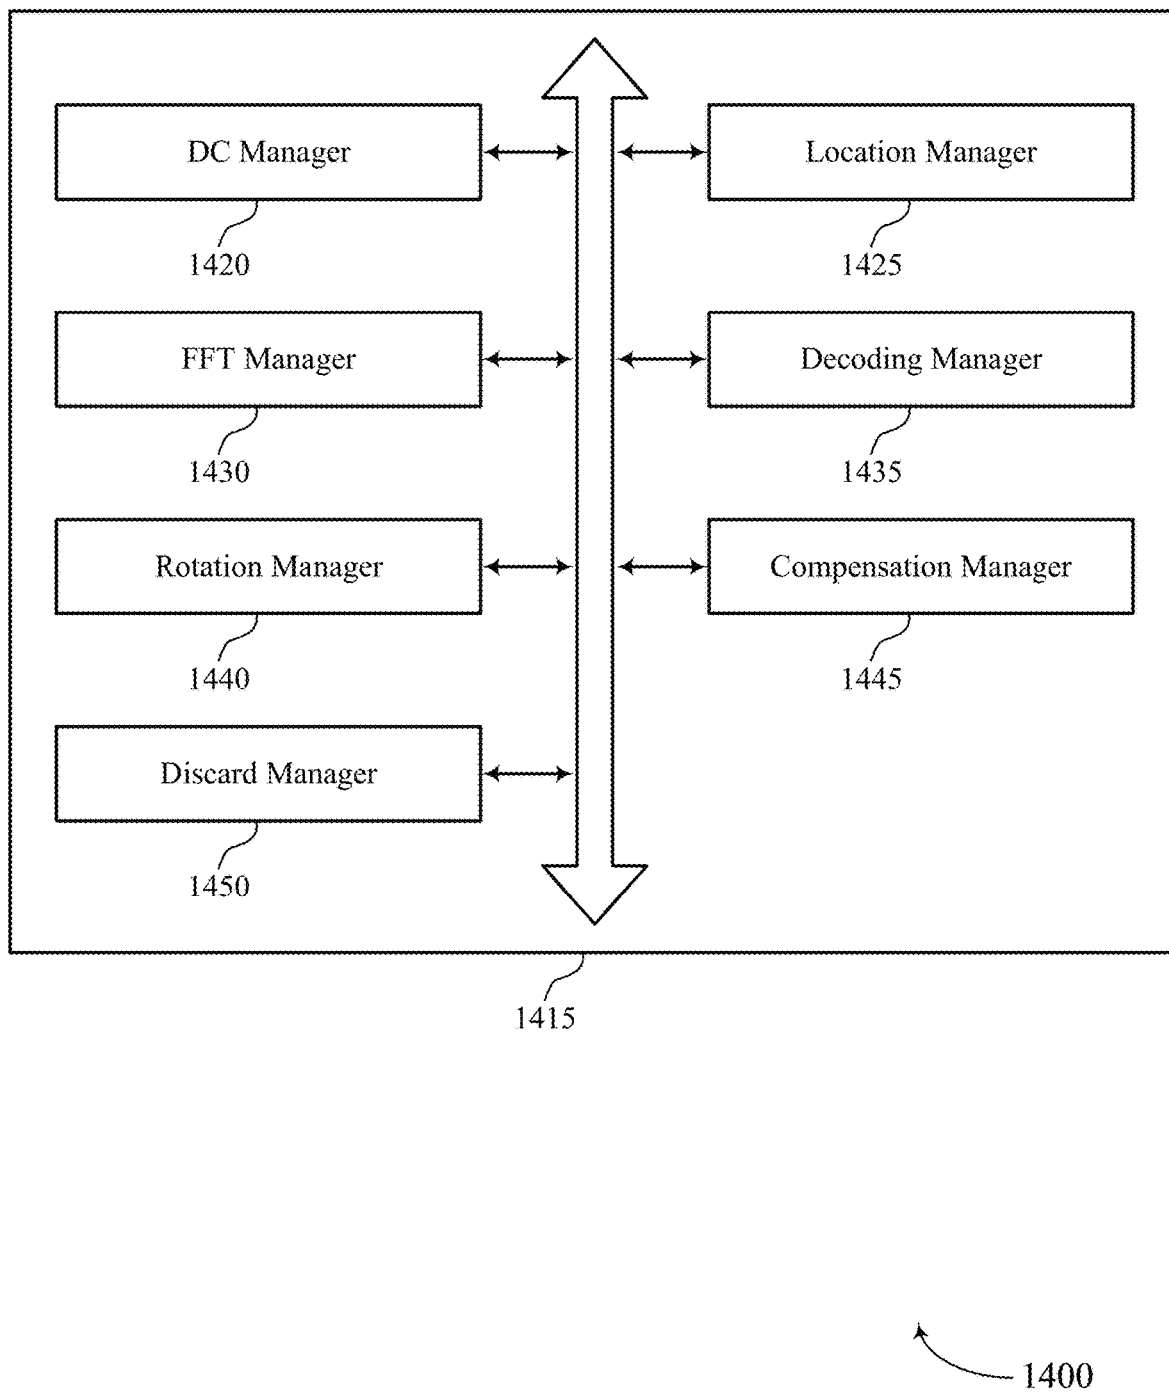 DC Manager
Location Manager
1420
1425
FFT Manager
Decoding Manager
1430
1435
Rotation Manager
Compensation Manager
1440
1445
Discard Manager
1450
1415
1400